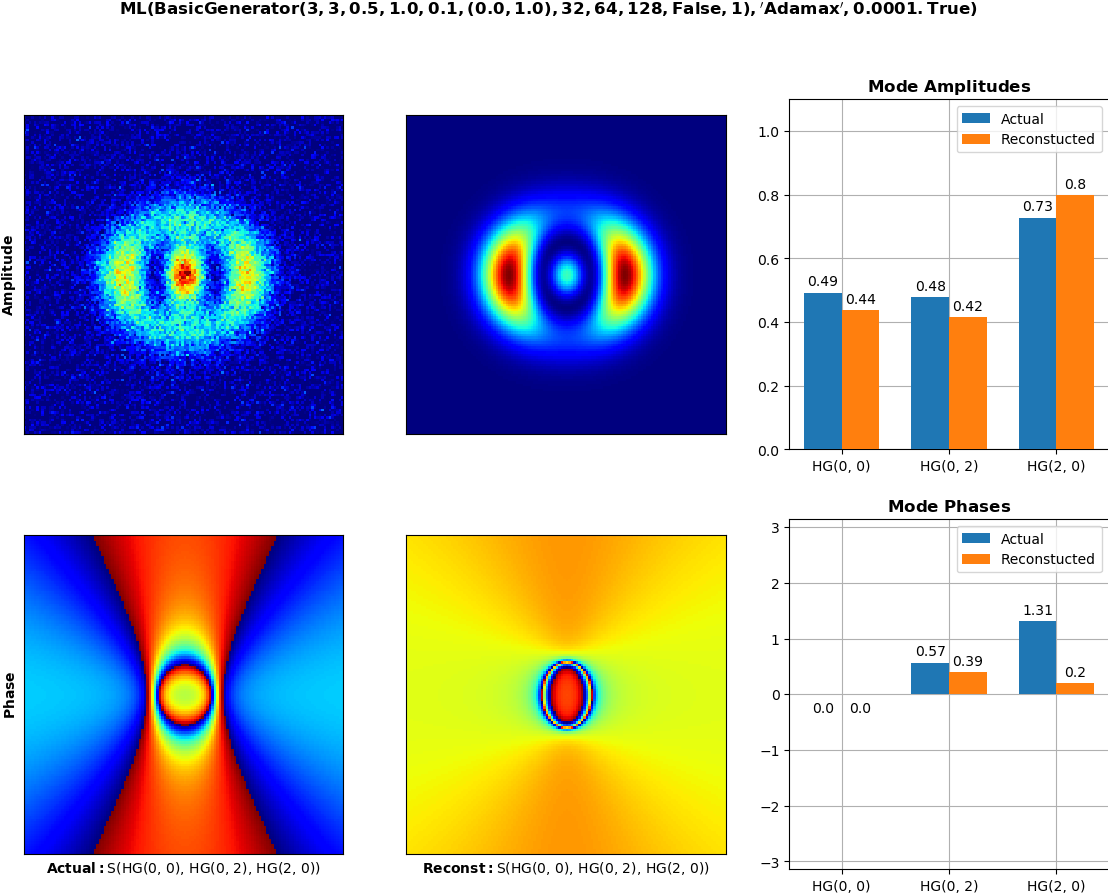 ML(BasicGenerator(3, 3, 0.5, 1.0, 0.1, (0.0, 1.0), 32, 64, 128, False, 1), 'Adamax', 0.0001. True)
Amplitude
Mode Amplitudes
Actual
Reconstucted
1.0
0.8
0.6
0.4
0.2
0.0
0.49
0.44
0.48
0.42
0.73
0.8
HG(0, 0)
HG(0, 2)
HG(2, 0)
Phase
Actual: S(HG(0, 0), HG(0, 2), HG(2, 0))
Reconst: S(HG(0, 0), HG(0, 2), HG(2, 0))
Mode Phases
Actual
Reconstucted
3
2
1
0
−1
−2
−3
0.0
0.0
0.57
0.39
1.31
0.2
HG(0, 0)
HG(0, 2)
HG(2, 0)